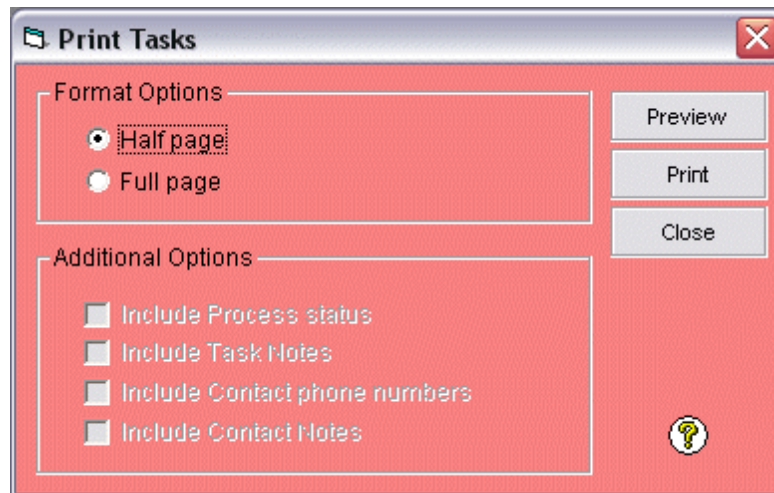 Print Tasks
Format Options
Half page
Full page
Preview
Print
Close
Additional Options
Include Process status
Include Task Notes
Include Contact phone numbers
Include Contact Notes
?